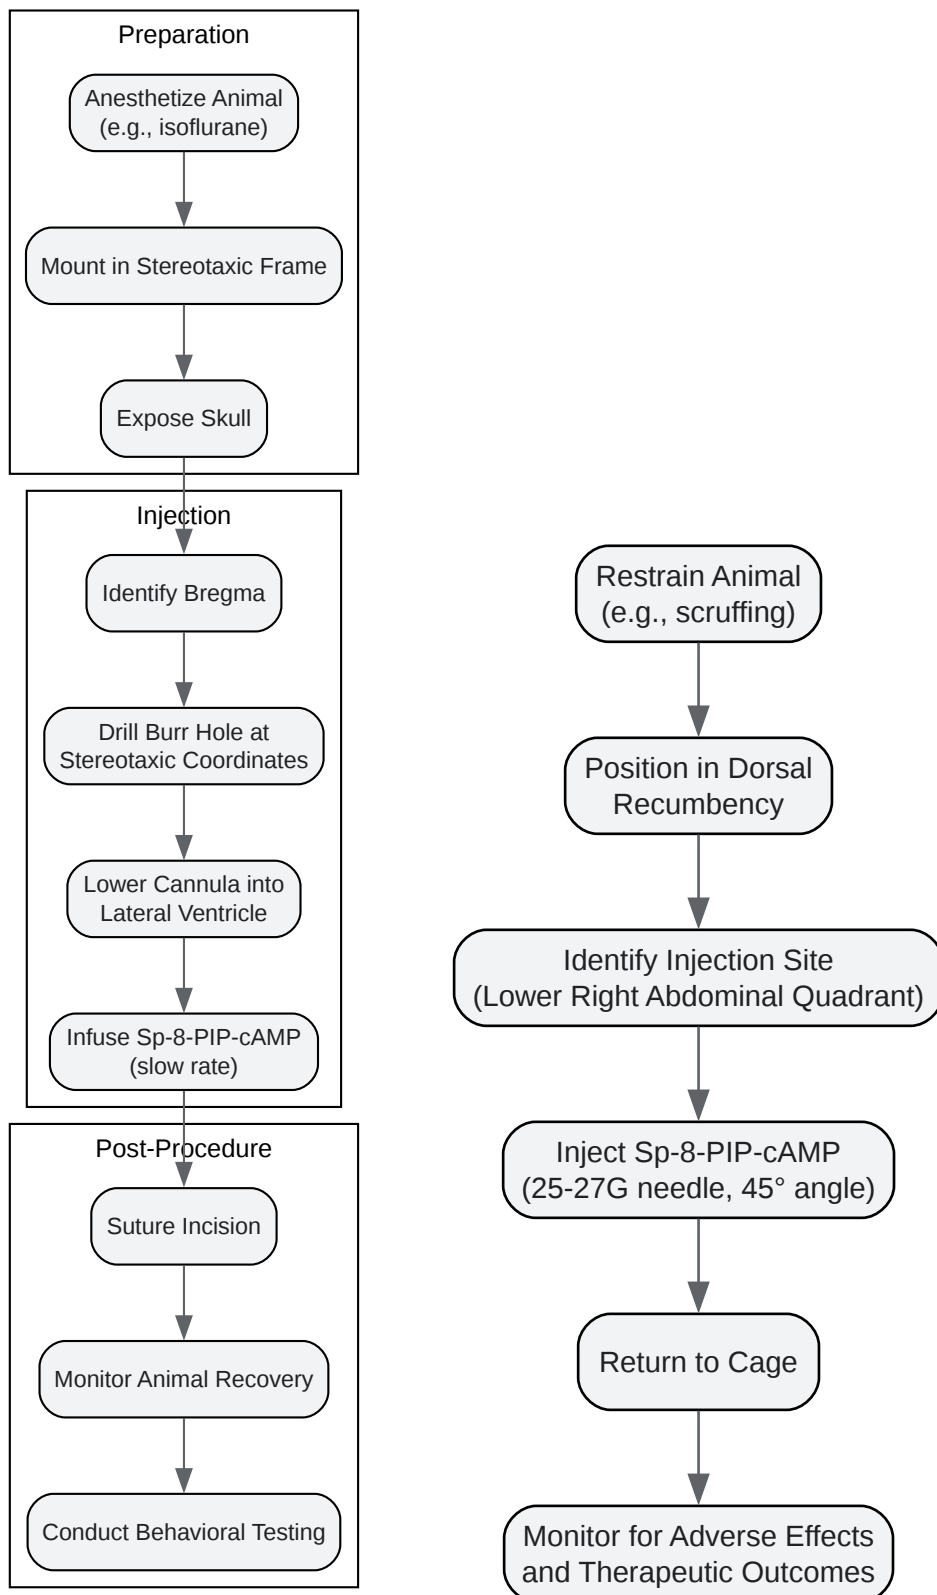 Preparation
Anesthetize Animal
(e.g., isoflurane)
Mount in Stereotaxic Frame
Expose Skull
Injection
Identify Bregma
Drill Burr Hole at
Stereotaxic Coordinates
Lower Cannula into
Lateral Ventricle
Infuse Sp-8-PIP-cAMP
(slow rate)
Post-Procedure
Suture Incision
Monitor Animal Recovery
Conduct Behavioral Testing
Restrain Animal
(e.g., scruffing)
Position in Dorsal
Recumbency
Identify Injection Site
(Lower Right Abdominal Quadrant)
Inject Sp-8-PIP-cAMP
(25-27G needle, 45° angle)
Return to Cage
Monitor for Adverse Effects
and Therapeutic Outcomes